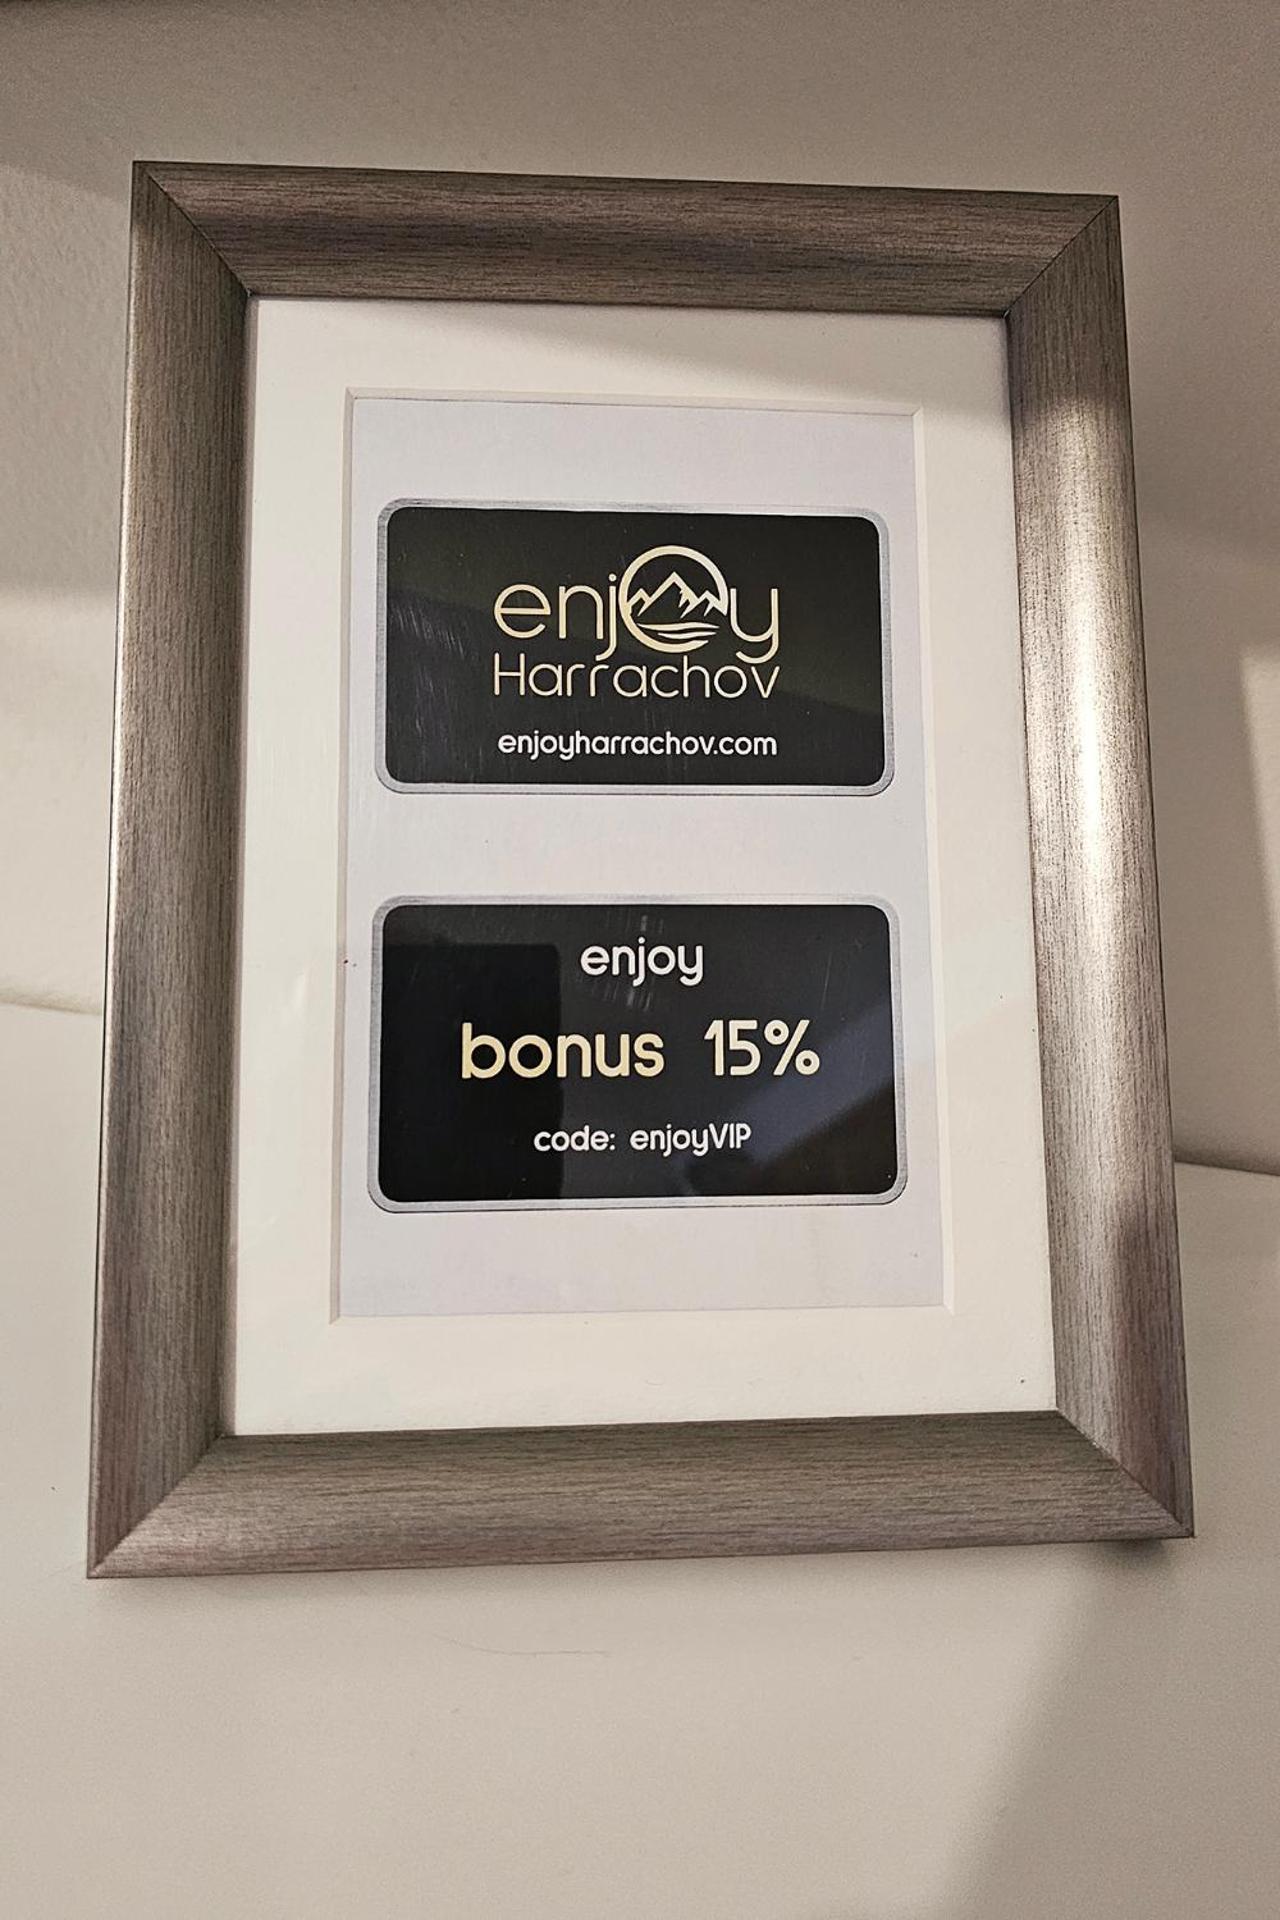 enjoy
Harrachov
enjoyharrachov.com
enjoy
bonus 15%
code: enjoyVIP